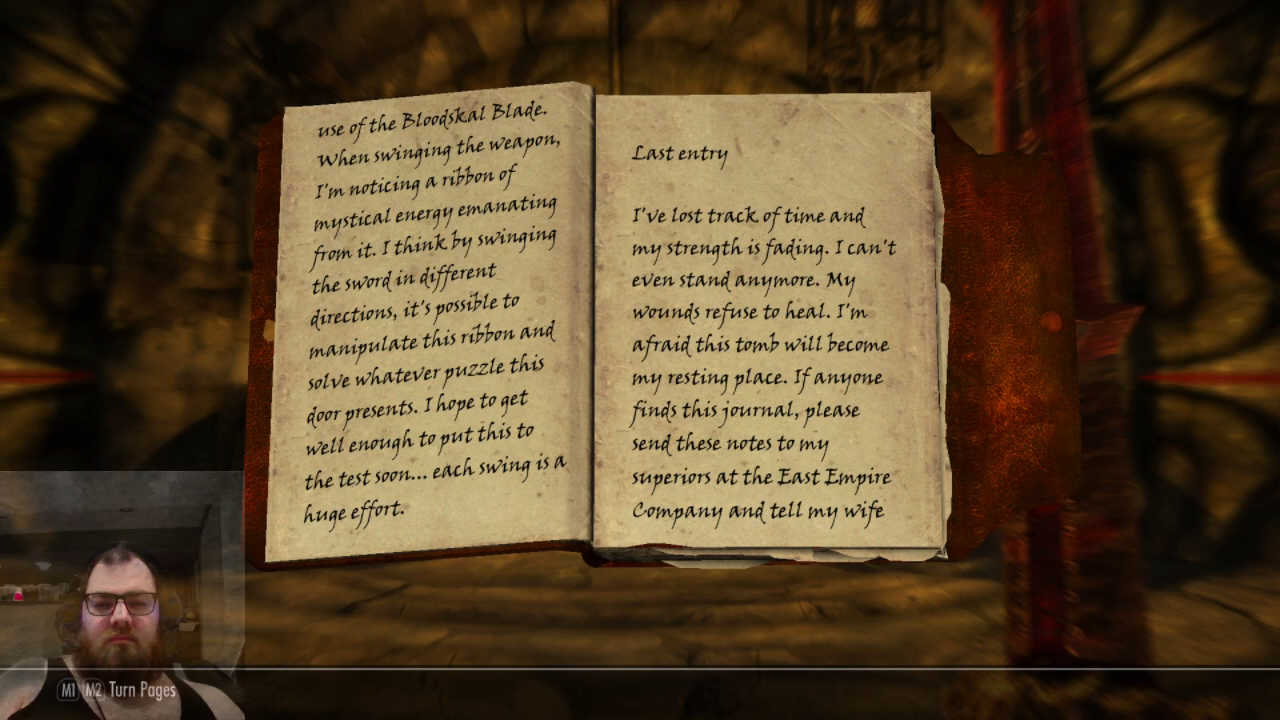 use of the Bloodskal Blade.
When swinging the weapon,
I'm noticing a ribbon of
mystical energy emanating
from it. I think by swinging
the sword in different
directions, it's possible to
manipulate this ribbon and
solve whatever puzzle this
door presents. I hope to get
well enough to put this to
the test soon... each swing is a
huge effort.
Last entry
I've lost track of time and
my strength is fading. I can't
even stand anymore. My
wounds refuse to heal. I'm
afraid this tomb will become
my resting place. If anyone
finds this journal, please
send these notes to my
superiors at the East Empire
Company and tell my wife
M1 M2 Turn Pages